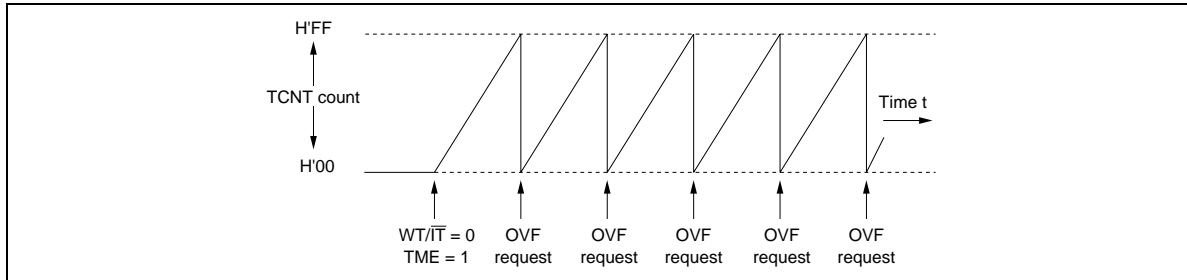 H'FF
TCNT count
Time t
H'00
WT/I̅T̅ = 0
TME = 1
OVF
request
OVF
request
OVF
request
OVF
request
OVF
request